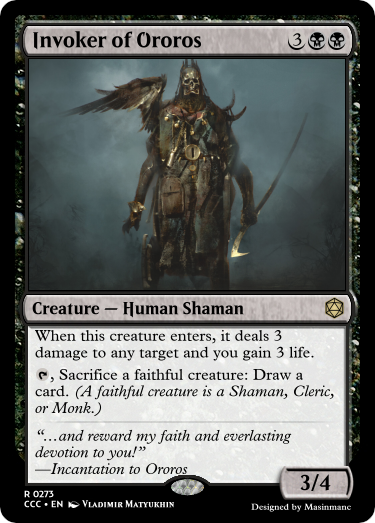 Invoker of Ororos 3
Creature — Human Shaman
When this creature enters, it deals 3
damage to any target and you gain 3 life.
, Sacrifice a faithful creature: Draw a
card. (A faithful creature is a Shaman, Cleric,
or Monk.)
“…and reward my faith and everlasting
devotion to you!”
—Incantation to Ororos
3/4
R 0273
CCC • EN Vladimir Matyukhin
Designed by Masinmanc